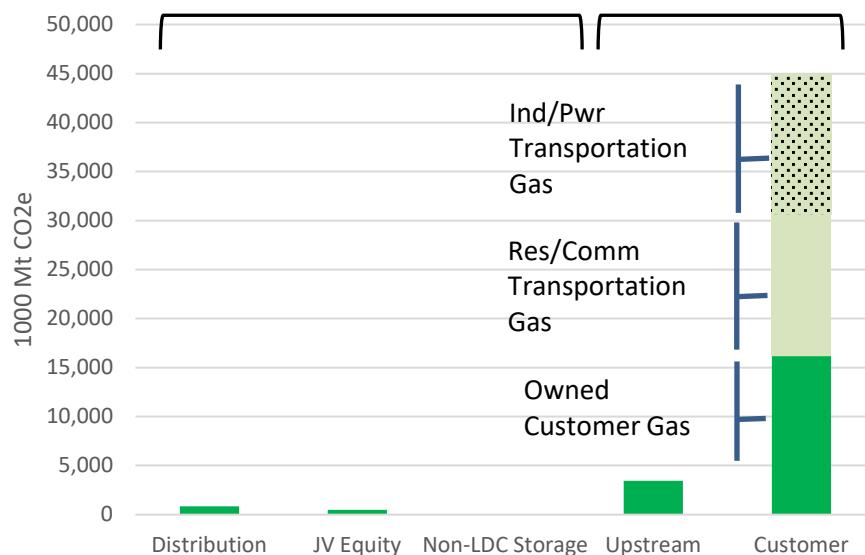 50,000
45,000
40,000
35,000
30,000
25,000
20,000
15,000
10,000
5,000
0
1000 Mt CO2e
Ind/Pwr
Transportation
Gas
Res/Comm
Transportation
Gas
Owned
Customer Gas
Distribution
JV Equity
Non-LDC Storage
Upstream
Customer